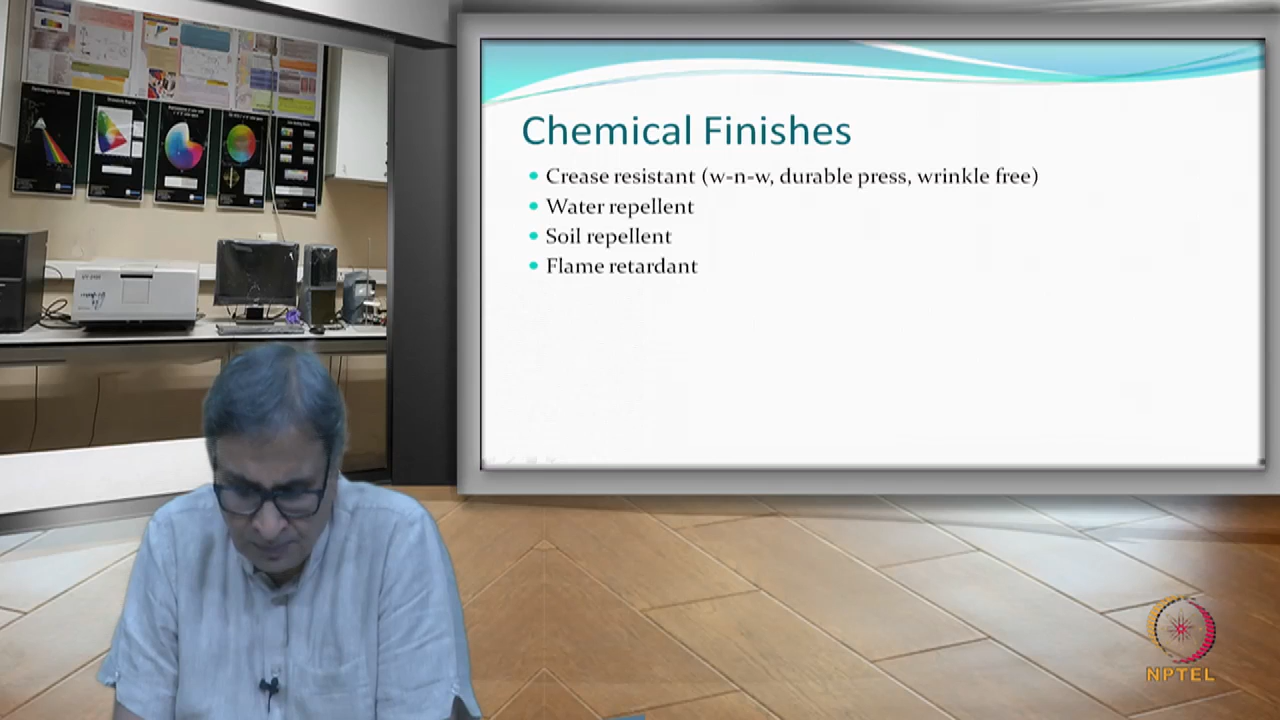 Chemical Finishes
Crease resistant (w-n-w, durable press, wrinkle free)
Water repellent
Soil repellent
Flame retardant
NPTEL